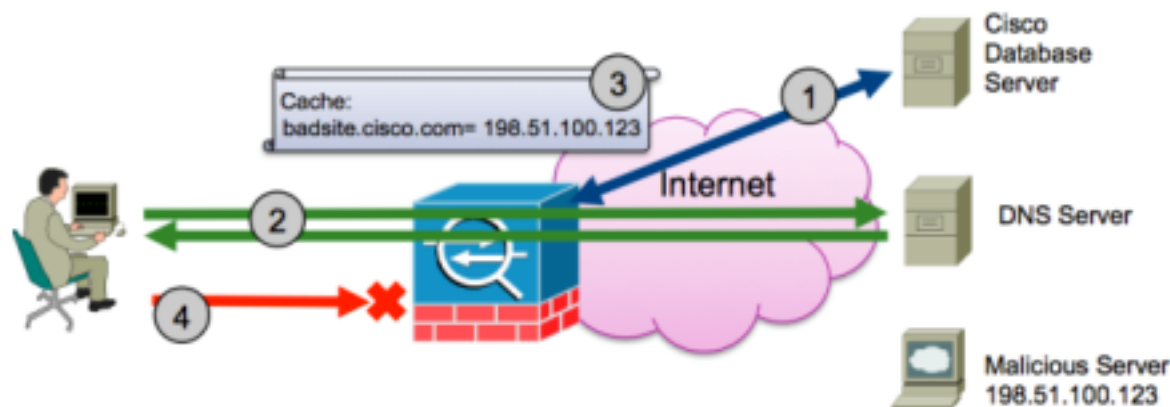 Cisco
Database
Server
3
1
Cache:
badsite.cisco.com= 198.51.100.123
Internet
2
DNS Server
4
Malicious Server
198.51.100.123